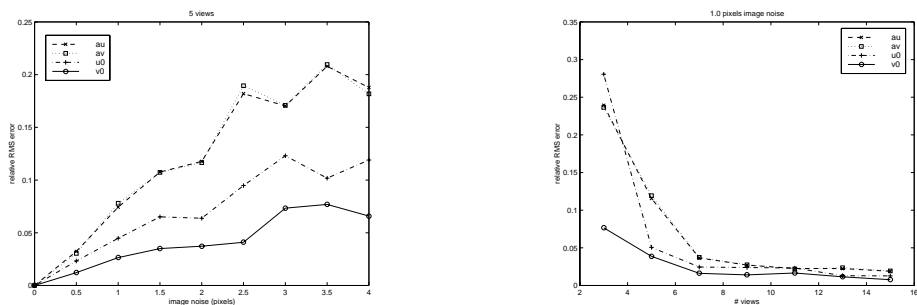 5 views
0.25
0.2
0.15
0.1
0.05
0
relative RMS error
au
av
u0
v0
0 0.5 1 1.5 2 2.5 3 3.5 4
image noise (pixels)
1.0 pixels image noise
0.35
0.3
0.25
0.2
0.15
0.1
0.05
0
relative RMS error
au
av
u0
v0
2 4 6 8 10 12 14 16
# views